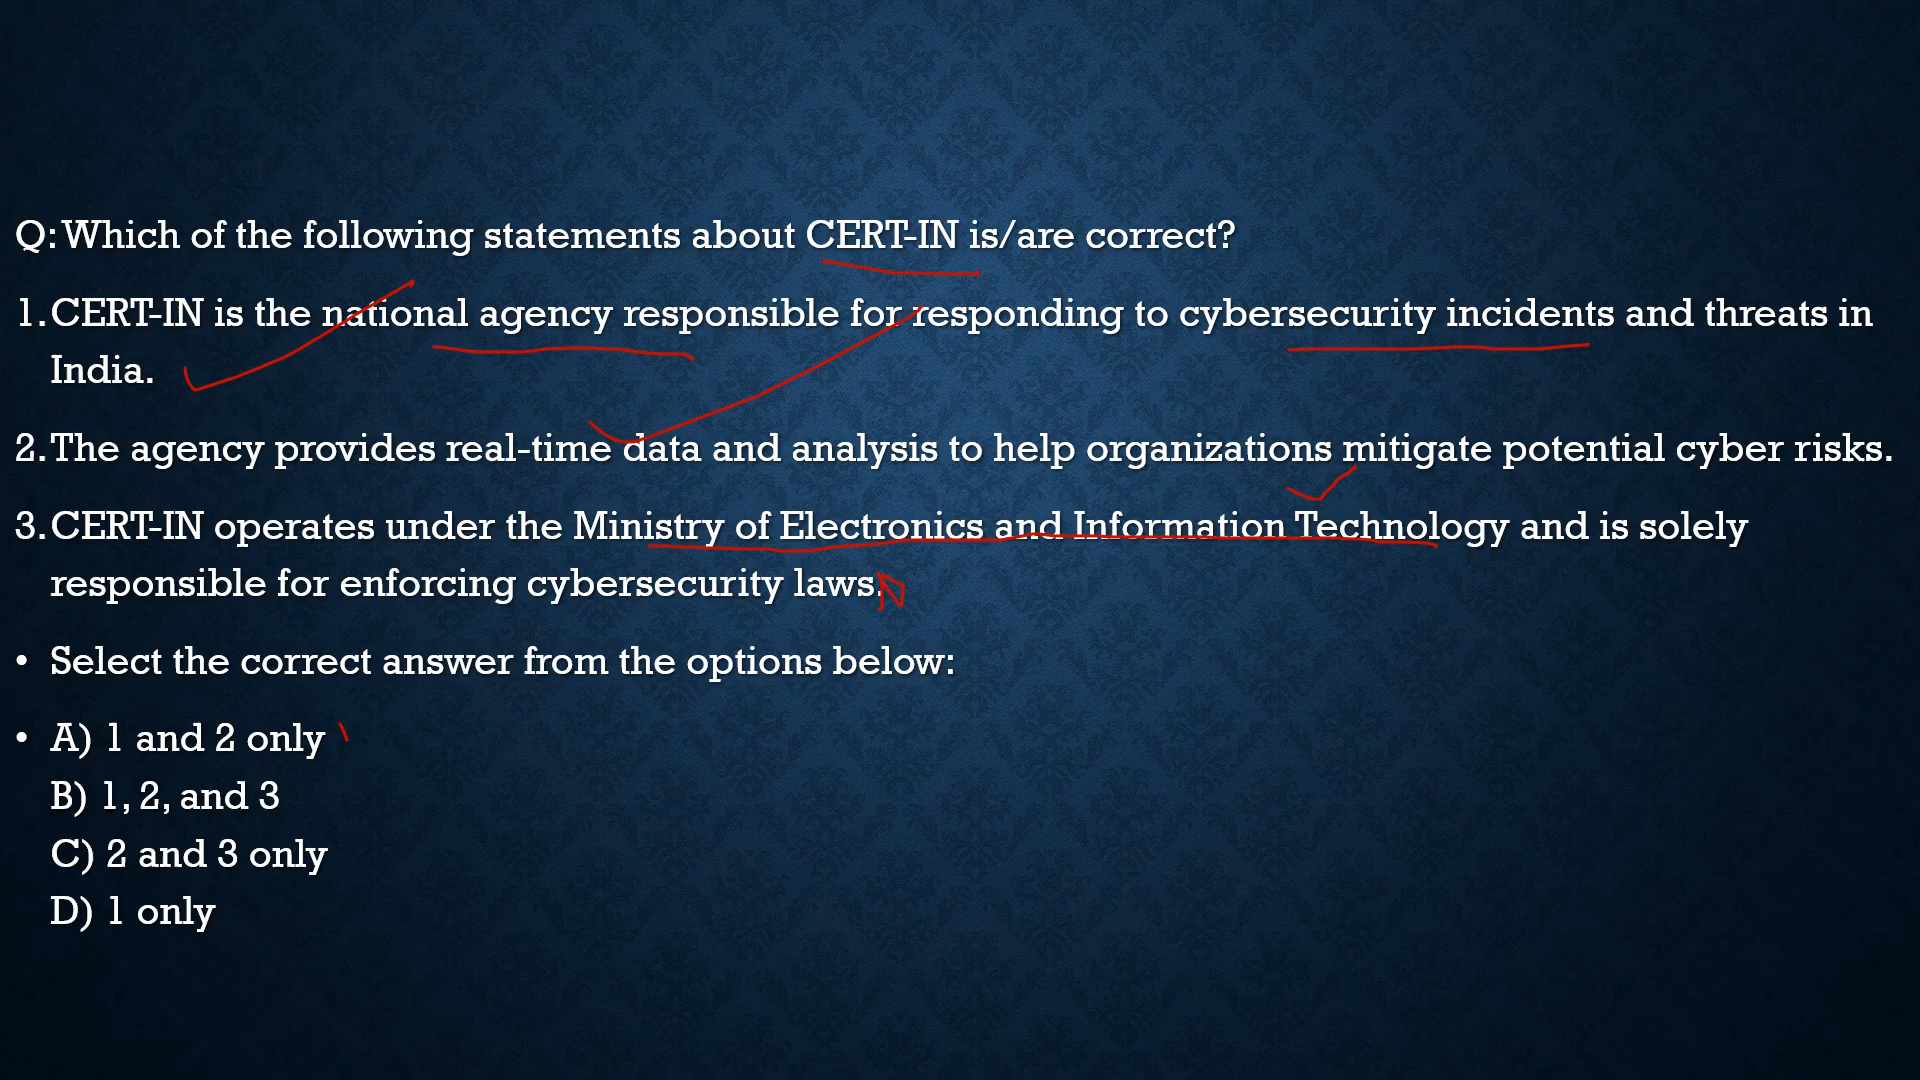 Q: Which of the following statements about CERT-IN is/are correct?
1. CERT-IN is the national agency responsible for responding to cybersecurity incidents and threats in
India.
2. The agency provides real-time data and analysis to help organizations mitigate potential cyber risks.
3. CERT-IN operates under the Ministry of Electronics and Information Technology and is solely
responsible for enforcing cybersecurity laws.
• Select the correct answer from the options below:
• A) 1 and 2 only
B) 1, 2, and 3
C) 2 and 3 only
D) 1 only